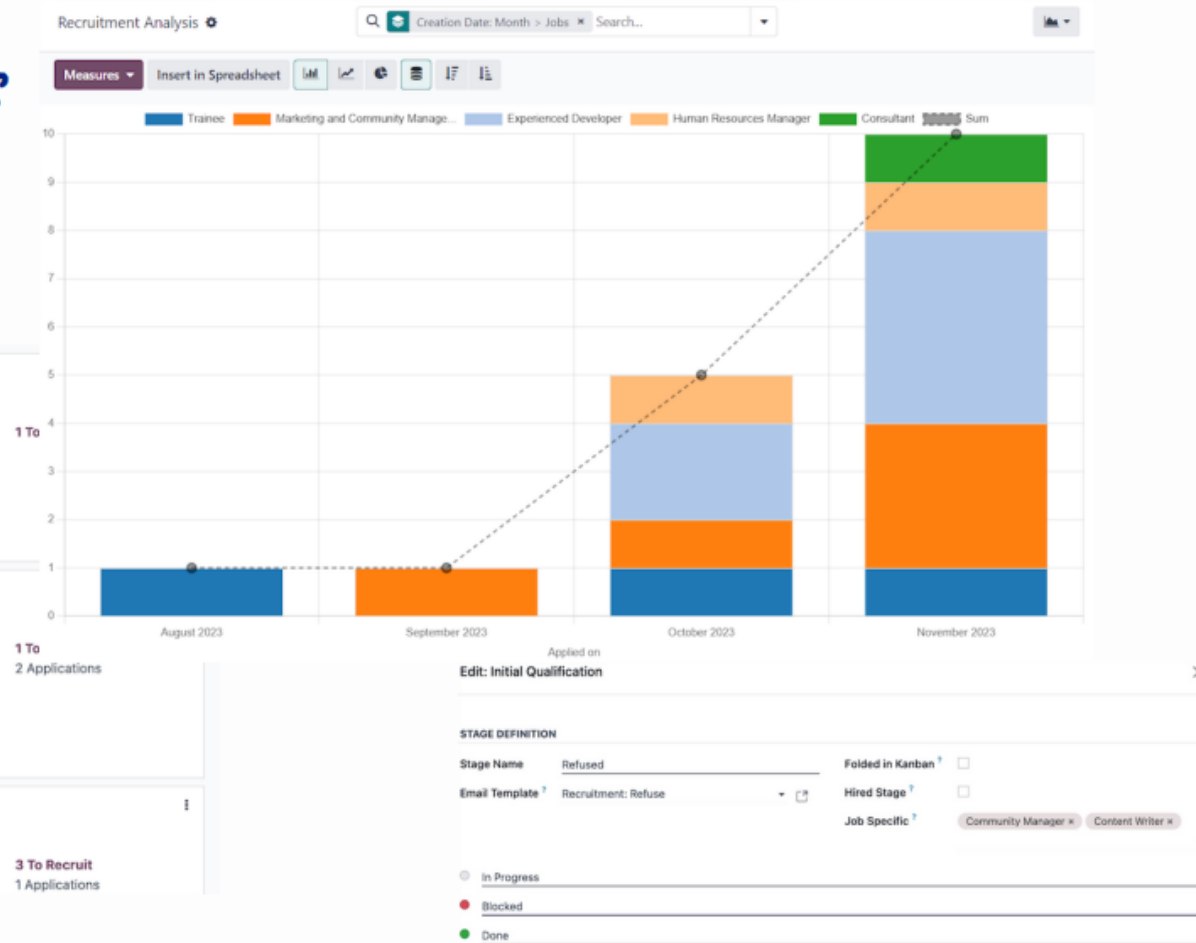 Recruitment Analysis
Creation Date: Month > Jobs × Search...
Measures Insert in Spreadsheet
Trainee Marketing and Community Manage... Experienced Developer Human Resources Manager Consultant Sum
10
9
8
7
6
5
4
3
2
1
0
August 2023 September 2023 October 2023 November 2023
Applied on
1 To
1 To
2 Applications
3 To Recruit
1 Applications
Edit: Initial Qualification
STAGE DEFINITION
Stage Name Refused
Folded in Kanban ?
Email Template ? Recruitment: Refuse
Hired Stage ?
Job Specific ? Community Manager × Content Writer ×
In Progress
Blocked
Done